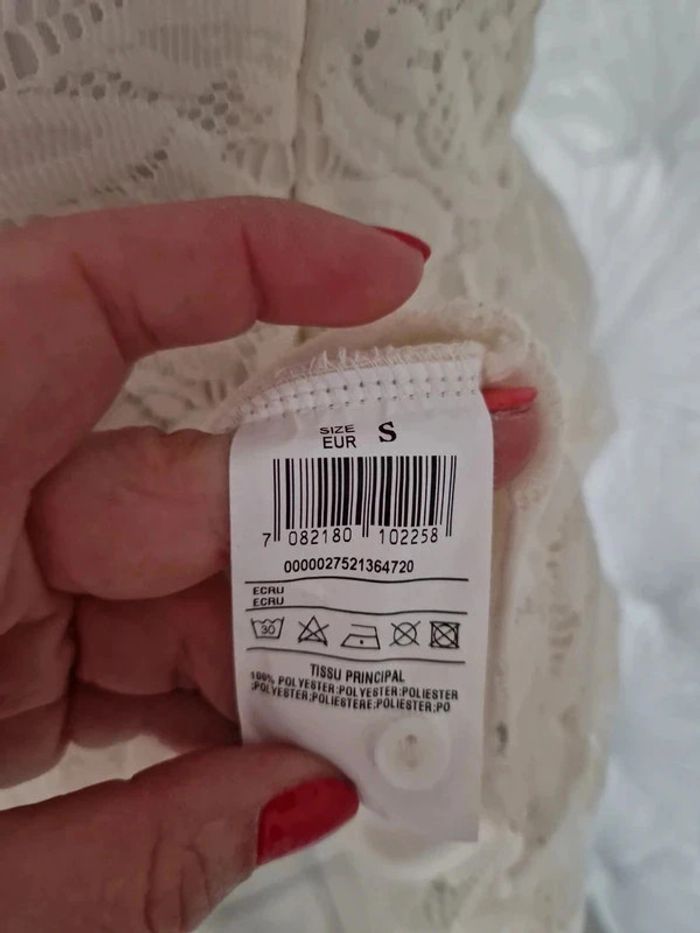 SIZE
EUR S
7 082180 102258
0000027521364720
ECRU
ECRU
30
TISSU PRINCIPAL
100% POLYESTER;POLYESTER;POLIESTER
;POLYESTER;POLIESTERE;POLIESTER;PO